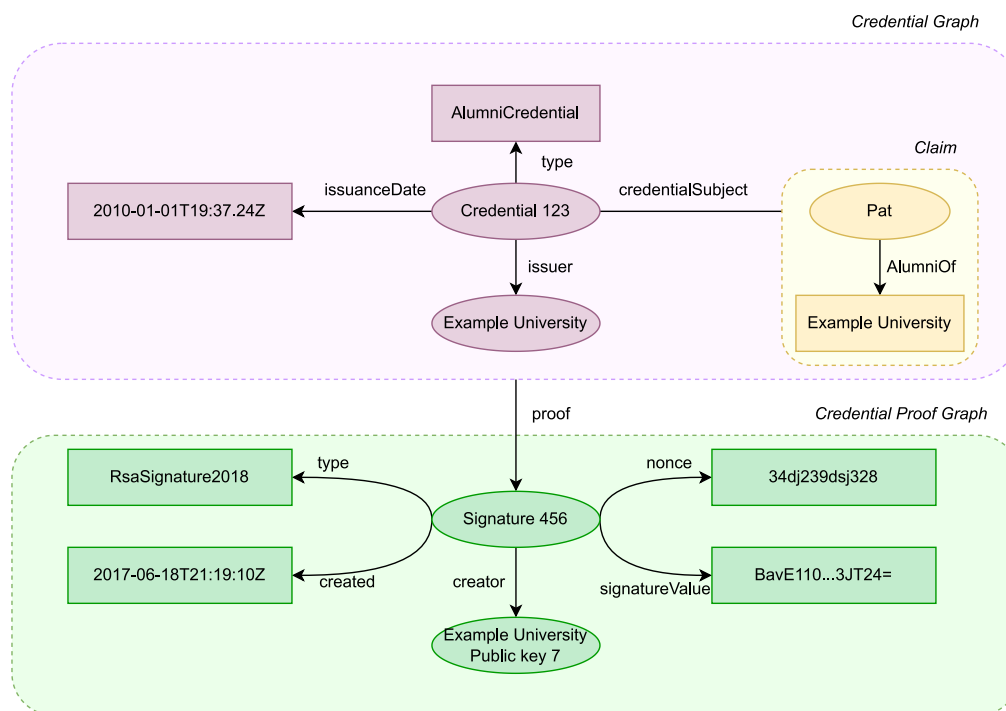 Credential Graph
AlumniCredential
Claim
type
issuanceDate
credentialSubject
2010-01-01T19:37.24Z
Credential 123
Pat
issuer
AlumniOf
Example University
Example University
proof
Credential Proof Graph
type
nonce
RsaSignature2018
34dj239dsj328
Signature 456
2017-06-18T21:19:10Z
created
creator
signatureValue
BavE110...3JT24=
Example University
Public key 7